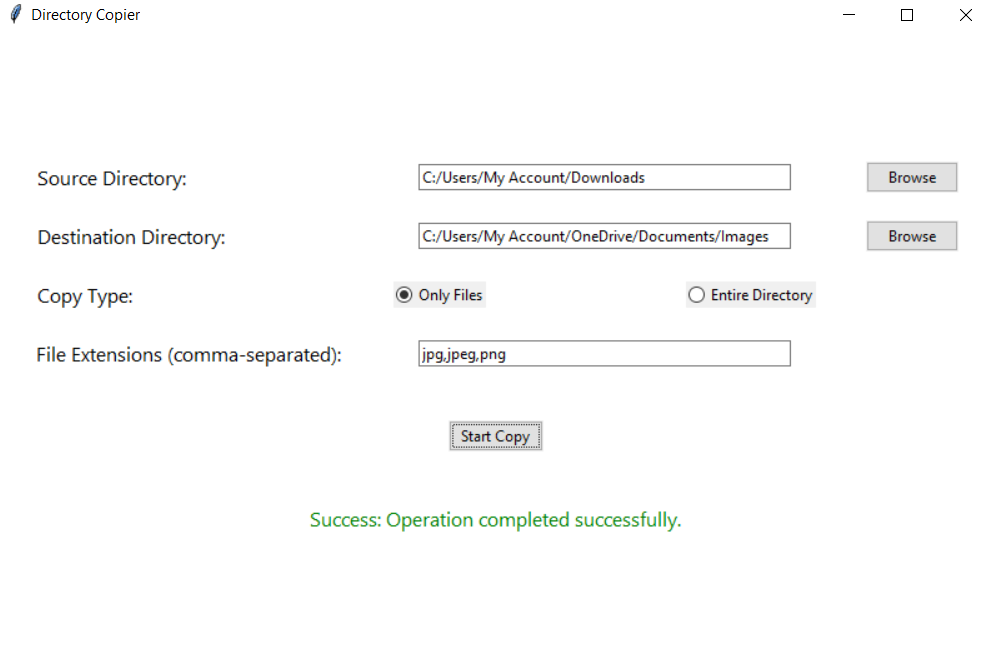 Directory Copier
Source Directory: C:/Users/My Account/Downloads Browse
Destination Directory: C:/Users/My Account/OneDrive/Documents/Images Browse
Copy Type: Only Files Entire Directory
File Extensions (comma-separated): jpg,jpeg,png
Start Copy
Success: Operation completed successfully.